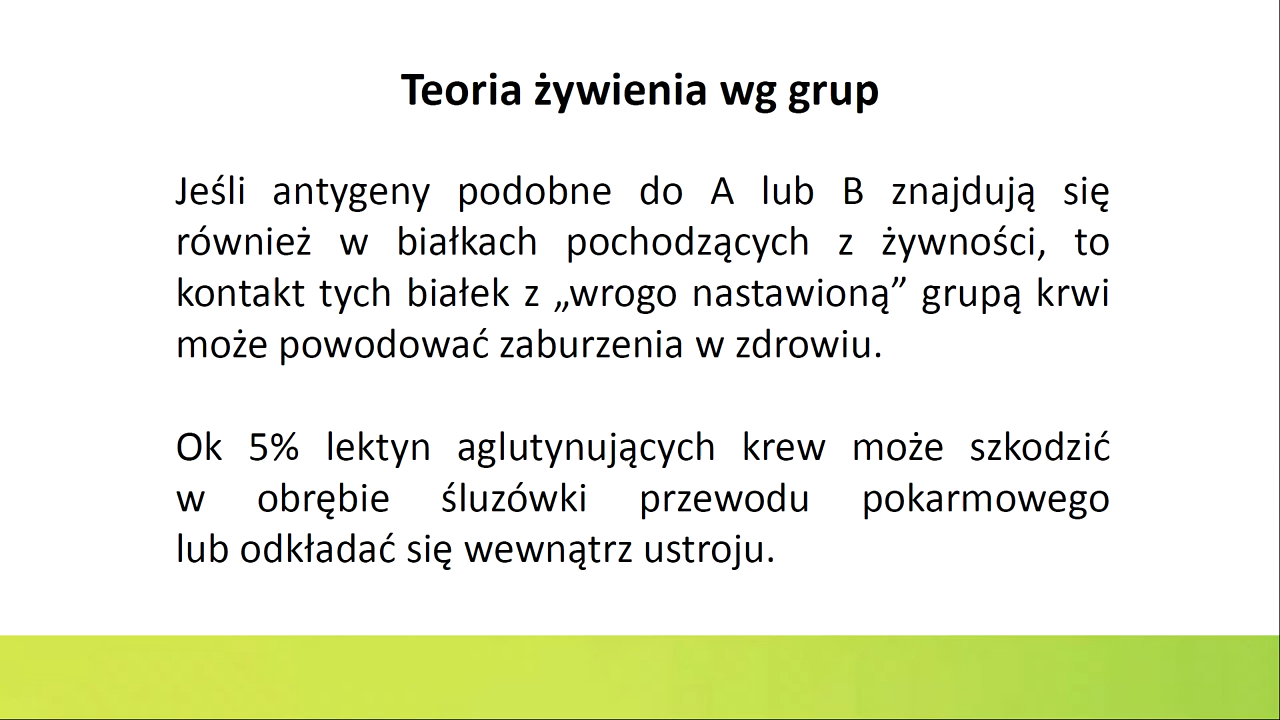 Teoria żywienia wg grup
Jeśli antygeny podobne do A lub B znajdują się
również w białkach pochodzących z żywności, to
kontakt tych białek z „wrogo nastawioną” grupą krwi
może powodować zaburzenia w zdrowiu.
Ok 5% lektyn aglutynujących krew może szkodzić
w obrębie śluzówki przewodu pokarmowego
lub odkładać się wewnątrz ustroju.